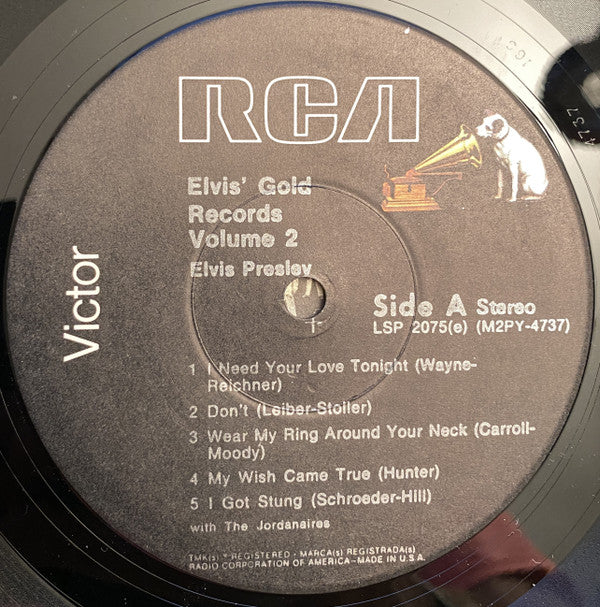 RCA
Victor
Elvis' Gold
Records
Volume 2
Elvis Presley
Side A Stereo
LSP 2075(e) (M2PY-4737)
1 I Need Your Love Tonight (Wayne-
Reichner)
2 Don't (Leiber-Stoller)
3 Wear My Ring Around Your Neck (Carroll-
Moody)
4 My Wish Came True (Hunter)
5 I Got Stung (Schroeder-Hill)
with The Jordanaires
TMK(s) ® REGISTERED • MARCA(s) REGISTRADA(s)
RADIO CORPORATION OF AMERICA–MADE IN U.S.A.
4737